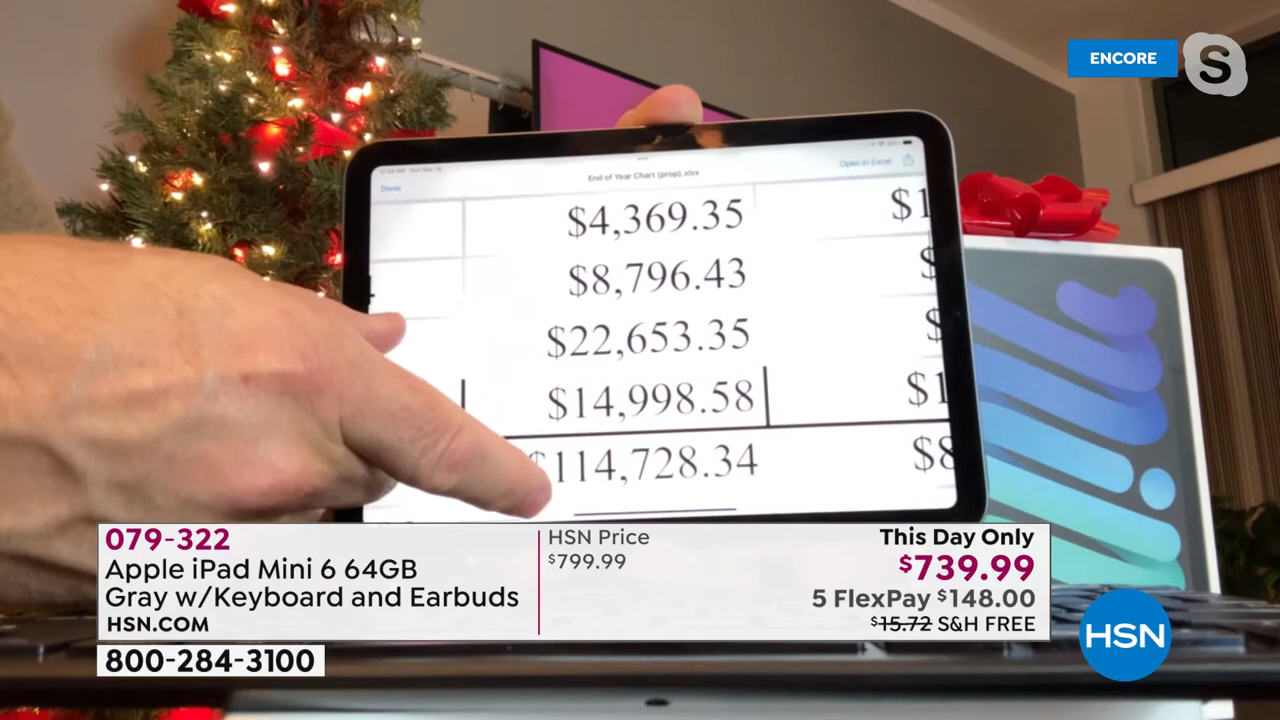 ENCORE
S
End of Year Chart (prop).xlsx
Open in Excel
Done
$4,369.35
$1
$8,796.43
$
$22,653.35
$
$14,998.58
$1
$114,728.34
$8
079-322
Apple iPad Mini 6 64GB
Gray w/Keyboard and Earbuds
HSN.COM
HSN Price
$799.99
This Day Only
$739.99
5 FlexPay $148.00
$15.72 S&H FREE
HSN
800-284-3100